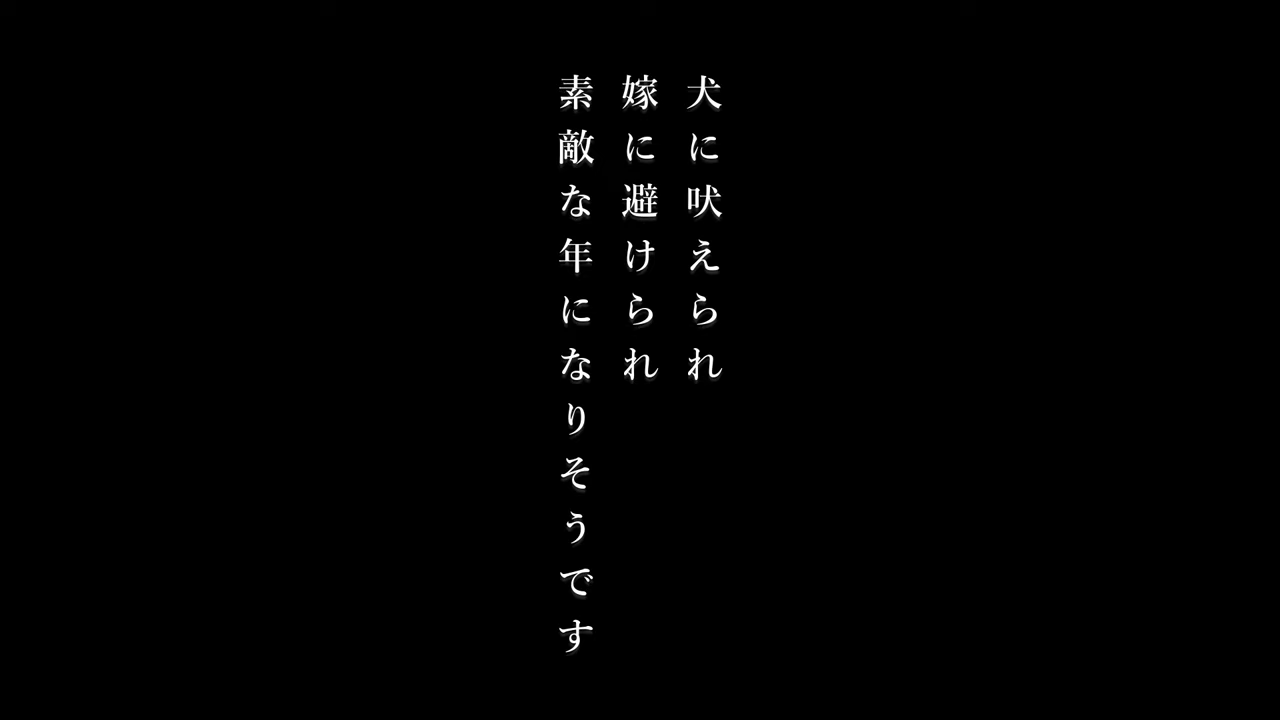 犬に吠えられ
嫁に避けられ
素敵な年になりそうです